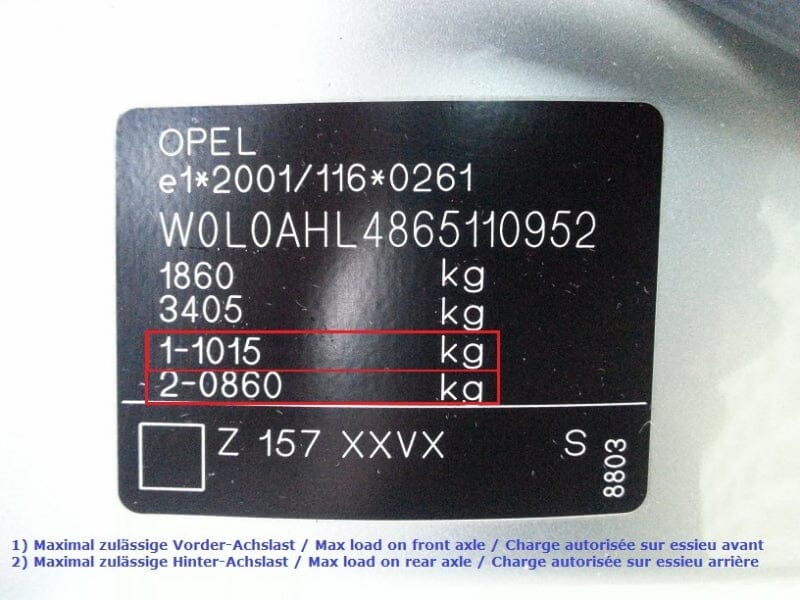 OPEL
e1*2001/116*0261
W0L0AHL4865110952
1860 kg
3405 kg
1-1015 kg
2-0860 kg
Z 157 XXVX S
8803
1) Maximal zulässige Vorder-Achslast / Max load on front axle / Charge autorisée sur essieu avant
2) Maximal zulässige Hinter-Achslast / Max load on rear axle / Charge autorisée sur essieu arrière